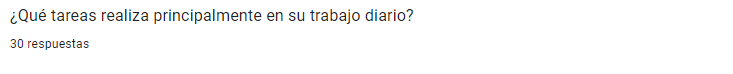 ¿Qué tareas realiza principalmente en su trabajo diario?
30 respuestas